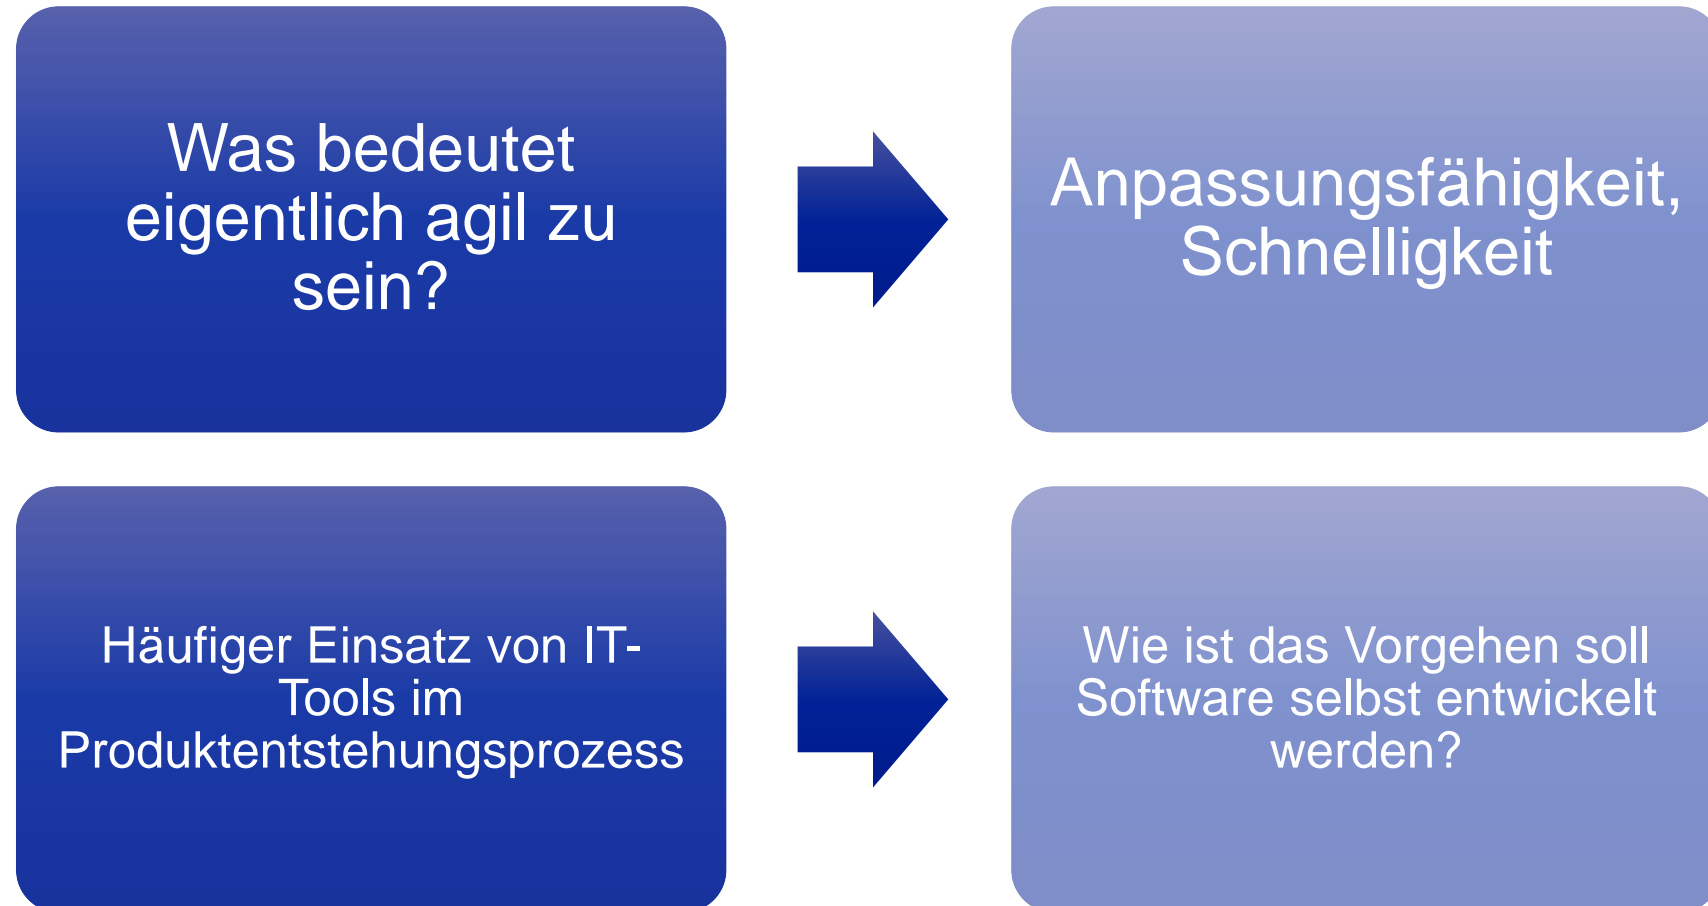 Was bedeutet
eigentlich agil zu
sein?
Anpassungsfähigkeit,
Schnelligkeit
Häufiger Einsatz von IT-
Tools im
Produktentstehungsprozess
Wie ist das Vorgehen soll
Software selbst entwickelt
werden?